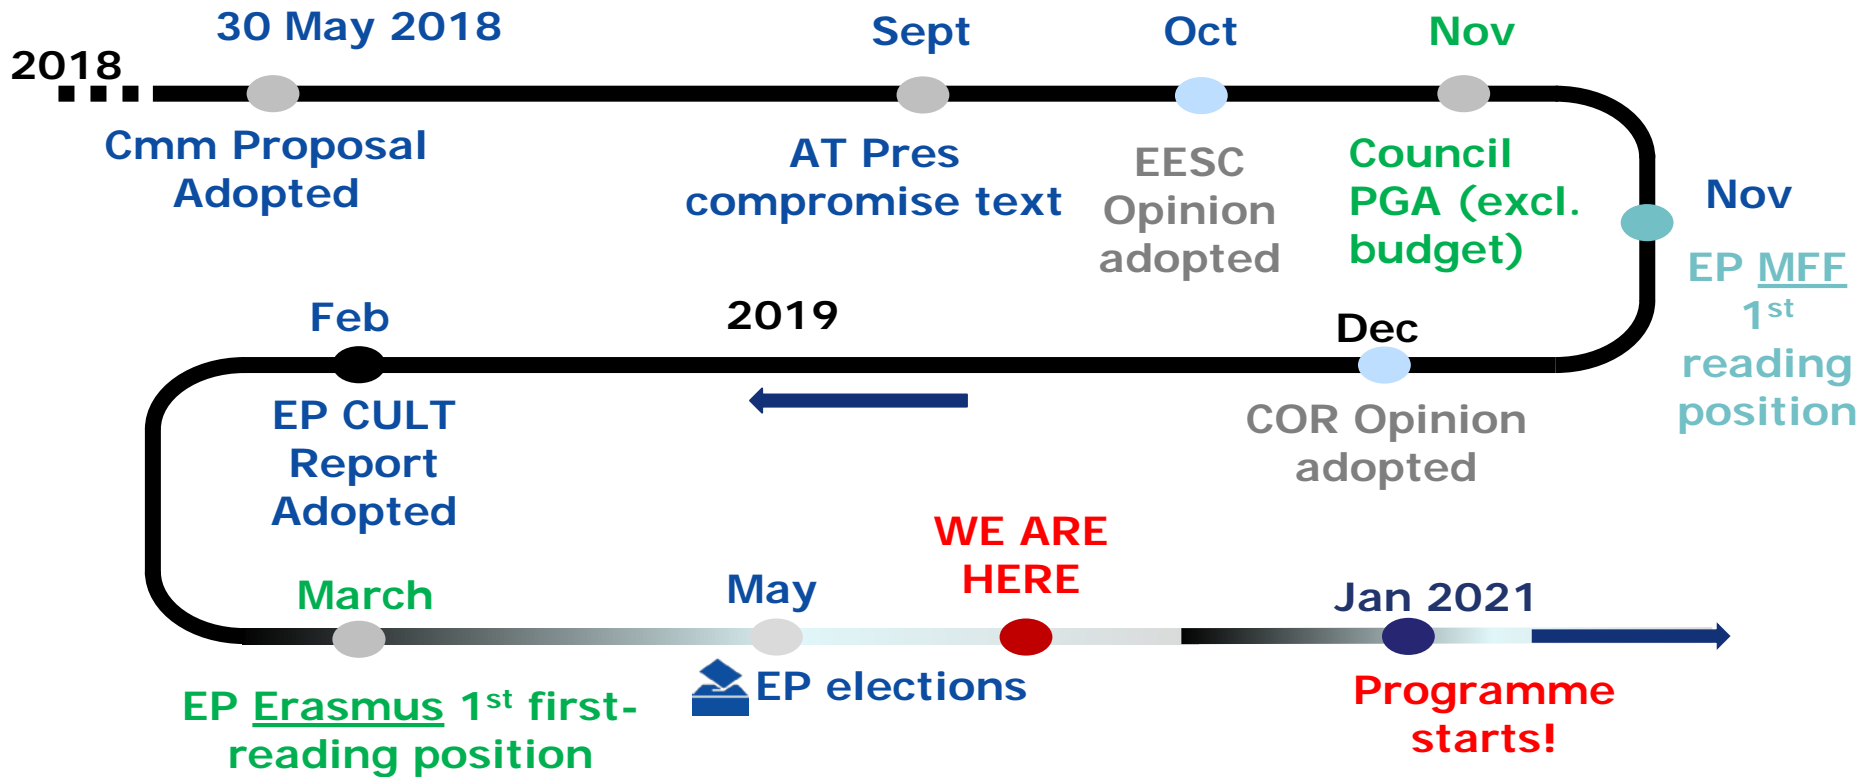 2018
30 May 2018
Cmm Proposal
Adopted
Sept
AT Pres
compromise text
Oct
EESC
Opinion
adopted
Nov
Council
PGA (excl.
budget)
Nov
EP MFF
1st
reading
position
Dec
COR Opinion
adopted
2019
Feb
EP CULT
Report
Adopted
March
EP Erasmus 1st first-
reading position
May
EP elections
WE ARE
HERE
Jan 2021
Programme
starts!